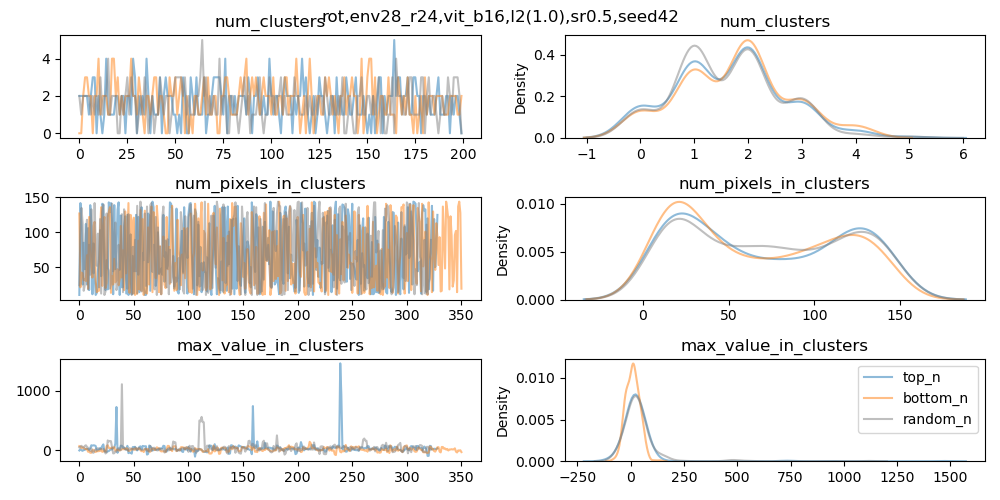 rot,env28_r24,vit_b16,l2(1.0),sr0.5,seed42
num_clusters
4
2
0
0 25 50 75 100 125 150 175 200
num_clusters
Density
0.4
0.2
0.0
−1 0 1 2 3 4 5 6
num_pixels_in_clusters
150
100
50
0 50 100 150 200 250 300 350
num_pixels_in_clusters
Density
0.010
0.005
0.000
0 50 100 150
max_value_in_clusters
1000
0
0 50 100 150 200 250 300 350
max_value_in_clusters
Density
0.010
0.005
0.000
−250 0 250 500 750 1000 1250 1500
top_n
bottom_n
random_n